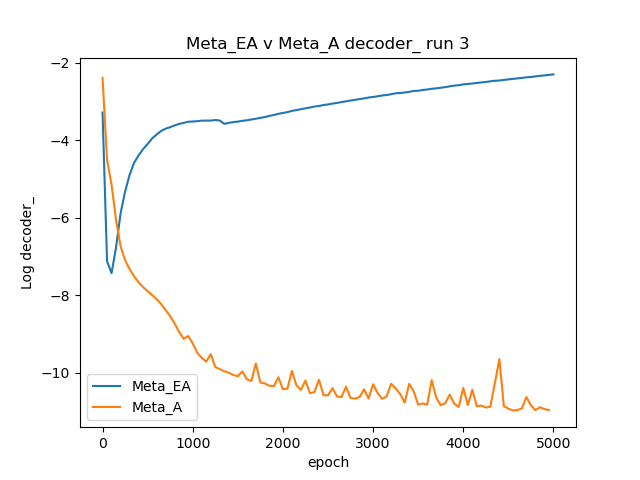 Meta_EA v Meta_A decoder_ run 3
Log decoder_
−2
−4
−6
−8
−10
Meta_EA
Meta_A
0
1000
2000
3000
4000
5000
epoch